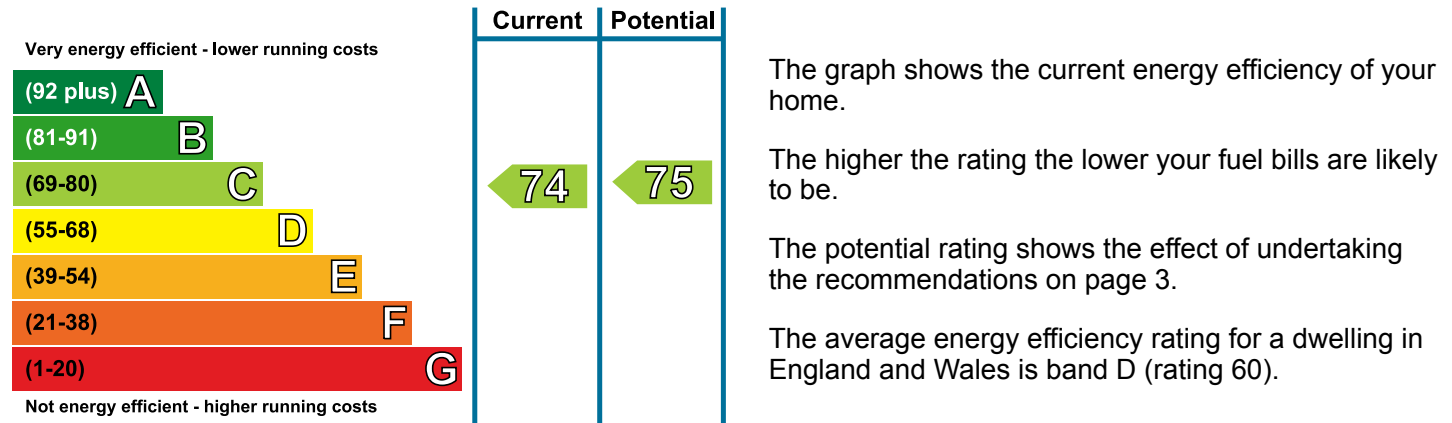 Current Potential
Very energy efficient - lower running costs
(92 plus) A
(81-91) B
(69-80) C
74 75
(55-68) D
(39-54) E
(21-38) F
(1-20) G
Not energy efficient - higher running costs
The graph shows the current energy efficiency of your
home.
The higher the rating the lower your fuel bills are likely
to be.
The potential rating shows the effect of undertaking
the recommendations on page 3.
The average energy efficiency rating for a dwelling in
England and Wales is band D (rating 60).